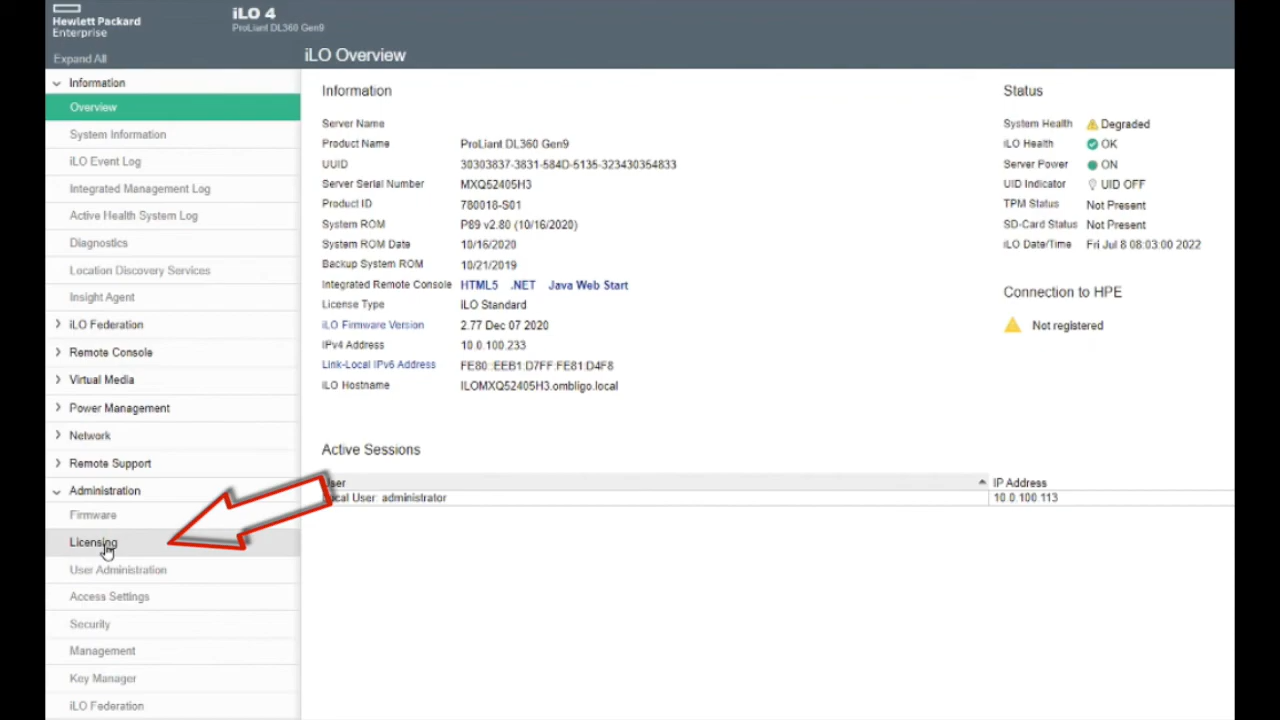 Hewlett Packard
Enterprise
iLO 4
ProLiant DL360 Gen9
Expand All
iLO Overview
Information
Overview
System Information
iLO Event Log
Integrated Management Log
Active Health System Log
Diagnostics
Location Discovery Services
Insight Agent
iLO Federation
Remote Console
Virtual Media
Power Management
Network
Remote Support
Administration
Firmware
Licensing
User Administration
Access Settings
Security
Management
Key Manager
iLO Federation
Information
Server Name
Product Name ProLiant DL360 Gen9
UUID 30303837-3831-584D-5135-323430354833
Server Serial Number MXQ52405H3
Product ID 780018-S01
System ROM P89 v2.80 (10/16/2020)
System ROM Date 10/16/2020
Backup System ROM 10/21/2019
Integrated Remote Console HTML5 .NET Java Web Start
License Type iLO Standard
iLO Firmware Version 2.77 Dec 07 2020
IPv4 Address 10.0.100.233
Link-Local IPv6 Address FE80::EEB1:D7FF:FE81:D4F8
iLO Hostname ILOMXQ52405H3.ombligo.local
Status
System Health Degraded
iLO Health OK
Server Power ON
UID Indicator UID OFF
TPM Status Not Present
SD-Card Status Not Present
iLO Date/Time Fri Jul 8 08:03:00 2022
Connection to HPE
Not registered
Active Sessions
User IP Address
Local User: administrator 10.0.100.113